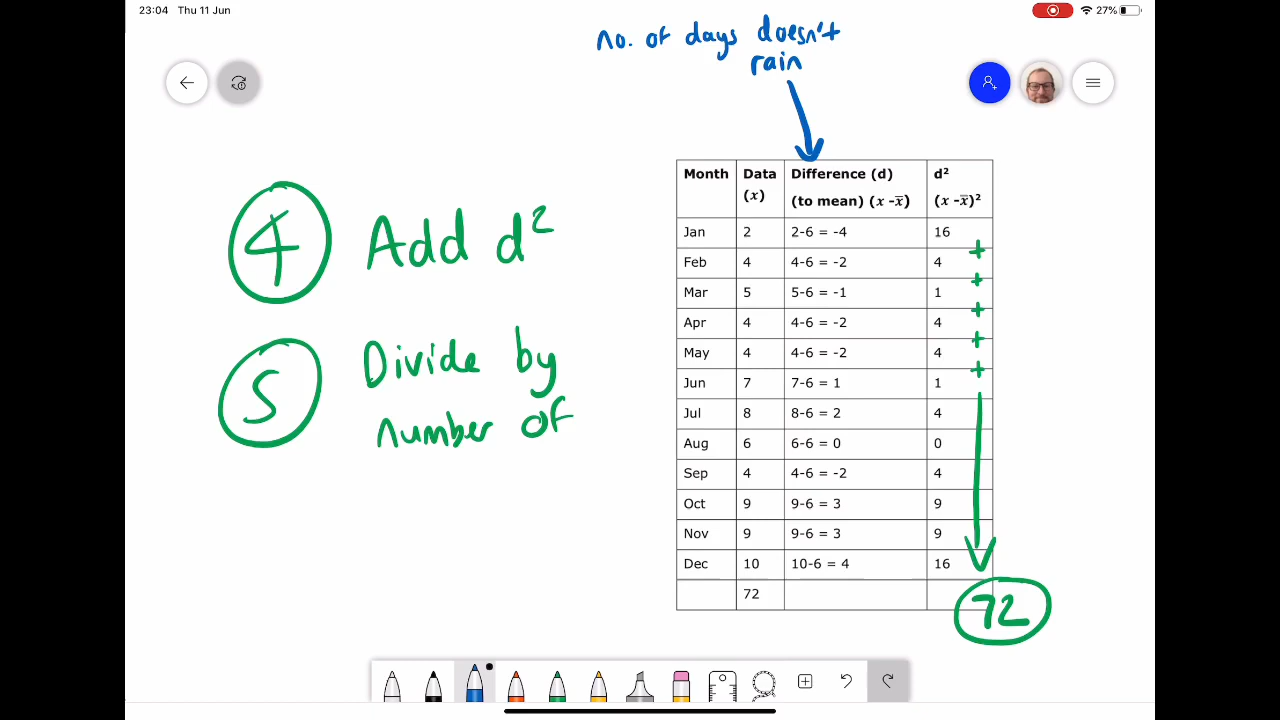 23:04 Thu 11 Jun 27%
no. of days doesn't
rain
4 Add d²
5 Divide by
number of
Month Data (x) Difference (d) (to mean) (x -x̅) d² (x -x̅)²
Jan 2 2-6 = -4 16
+
Feb 4 4-6 = -2 4
+
Mar 5 5-6 = -1 1
+
Apr 4 4-6 = -2 4
+
May 4 4-6 = -2 4
+
Jun 7 7-6 = 1 1
Jul 8 8-6 = 2 4
Aug 6 6-6 = 0 0
Sep 4 4-6 = -2 4
Oct 9 9-6 = 3 9
Nov 9 9-6 = 3 9
Dec 10 10-6 = 4 16
72
72